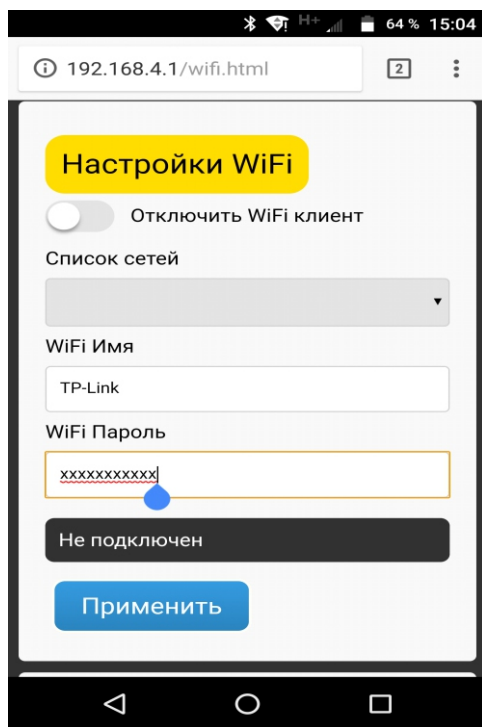 H+ 64 % 15:04
192.168.4.1/wifi.html 2
Настройки WiFi
Отключить WiFi клиент
Список сетей
WiFi Имя
TP-Link
WiFi Пароль
xxxxxxxxxxx
Не подключен
Применить